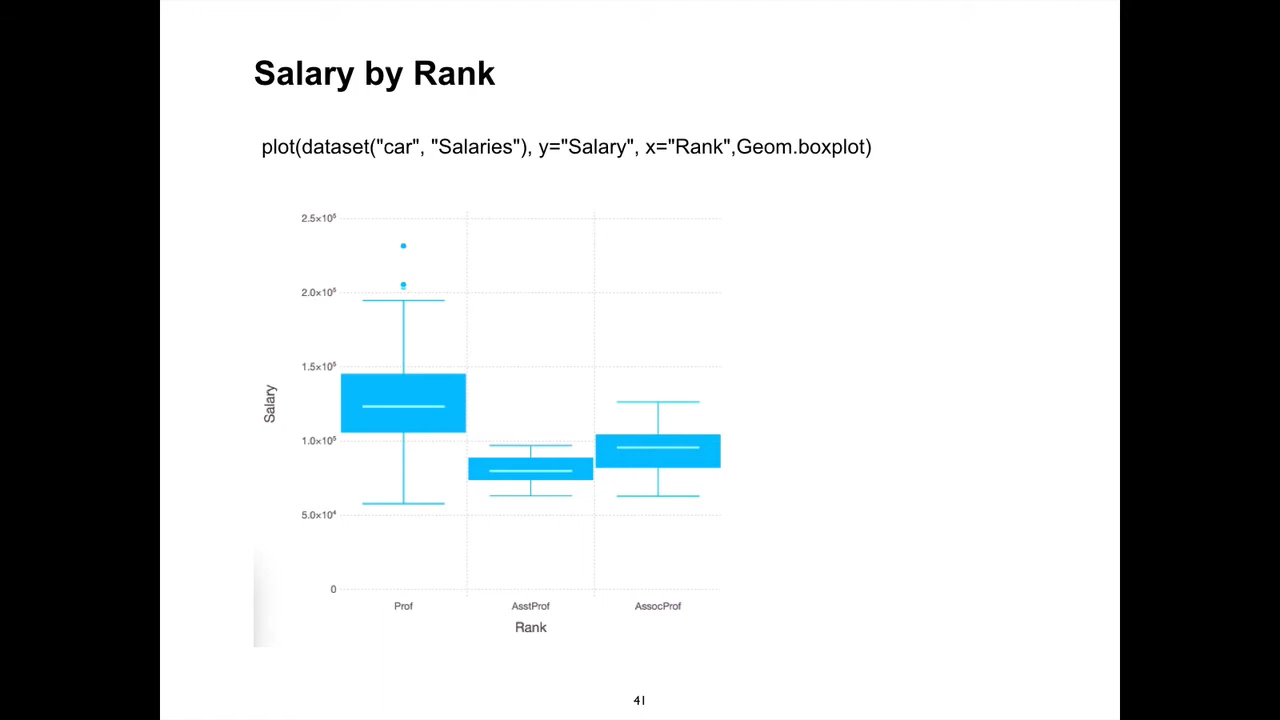 Salary by Rank
plot(dataset("car", "Salaries"), y="Salary", x="Rank",Geom.boxplot)
2.5×10⁵
2.0×10⁵
1.5×10⁵
1.0×10⁵
5.0×10⁴
0
Salary
Prof AsstProf AssocProf
Rank
41